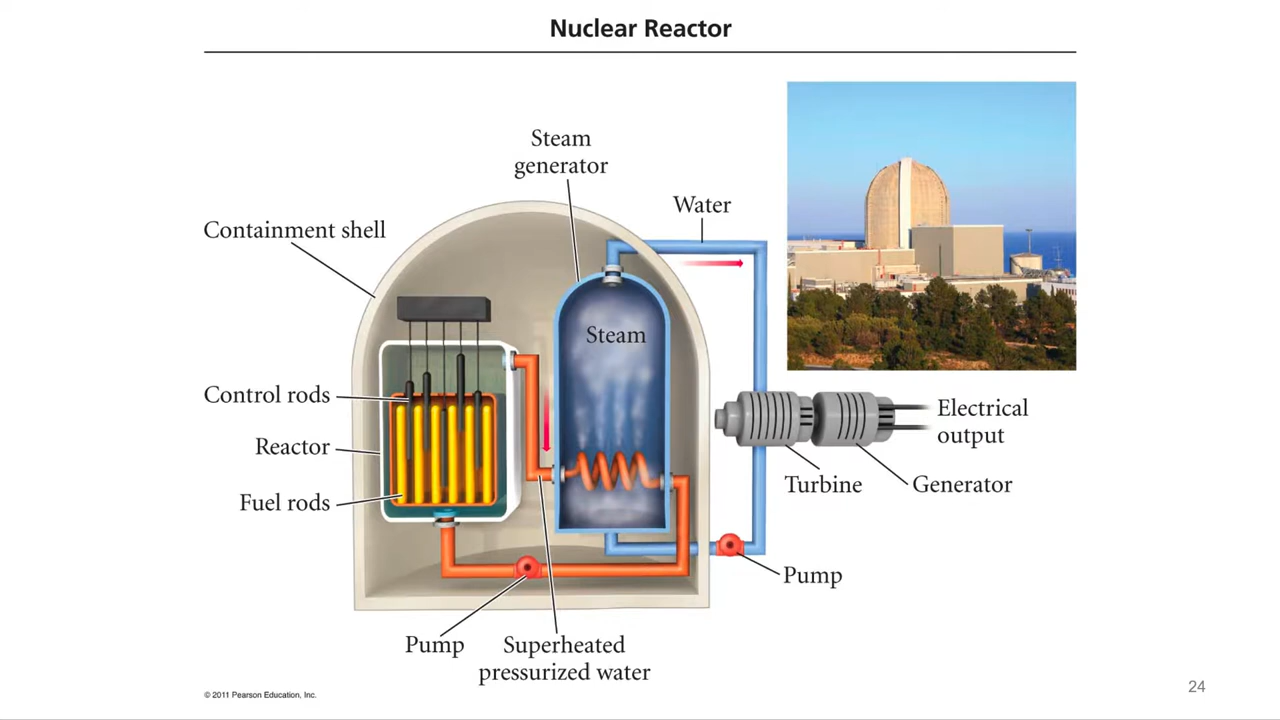 Nuclear Reactor
Steam
generator
Water
Containment shell
Steam
Control rods
Reactor
Fuel rods
Electrical
output
Turbine
Generator
Pump
Pump
Superheated
pressurized water
© 2011 Pearson Education, Inc.
24